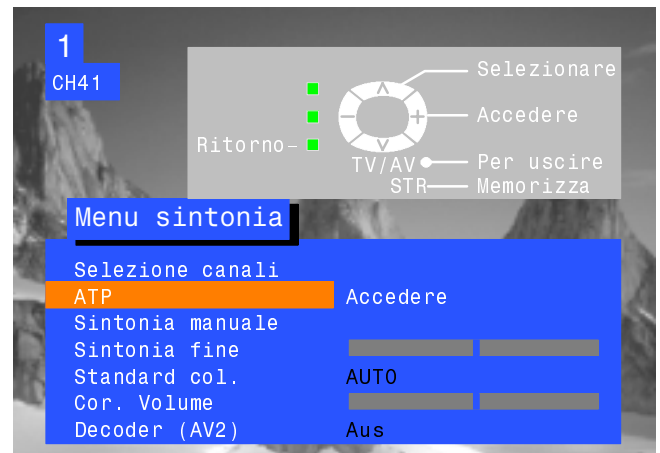 1
CH41
Selezionare
Accedere
Ritorno
TV/AV Per uscire
STR Memorizza
Menu sintonia
Selezione canali
ATP Accedere
Sintonia manuale
Sintonia fine
Standard col. AUTO
Cor. Volume
Decoder (AV2) Aus